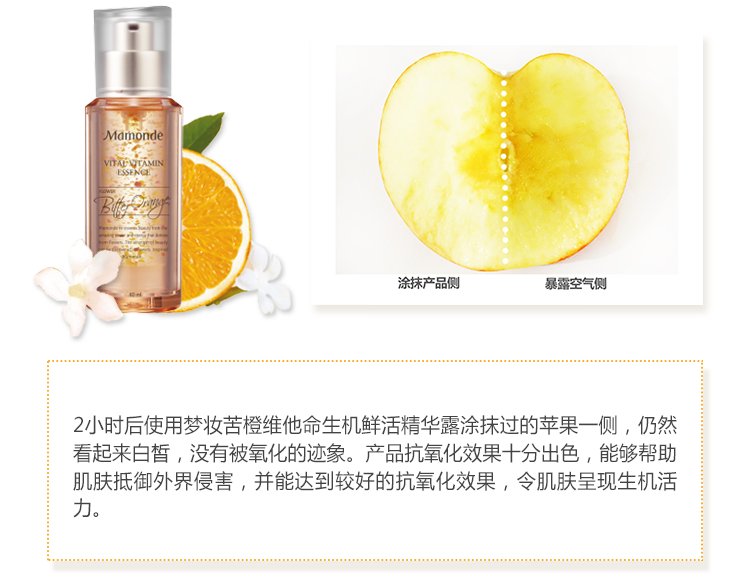 Mamonde
VITAL VITAMIN
ESSENCE
FLOWER
Bitter Orange
40 ml
涂抹产品侧
暴露空气侧
2小时后使用梦妆苦橙维他命生机鲜活精华露涂抹过的苹果一侧，仍然
看起来白皙，没有被氧化的迹象。产品抗氧化效果十分出色，能够帮助
肌肤抵御外界侵害，并能达到较好的抗氧化效果，令肌肤呈现生机活
力。